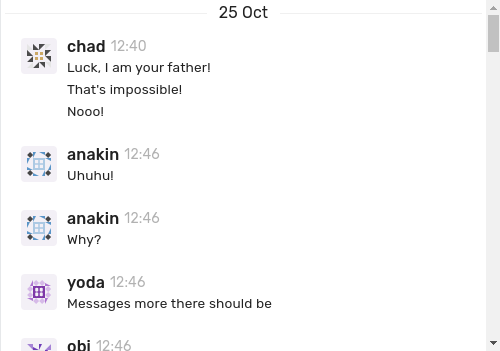 25 Oct
chad 12:40
Luck, I am your father!
That's impossible!
Nooo!
anakin 12:46
Uhuhu!
anakin 12:46
Why?
yoda 12:46
Messages more there should be
obi 12:46